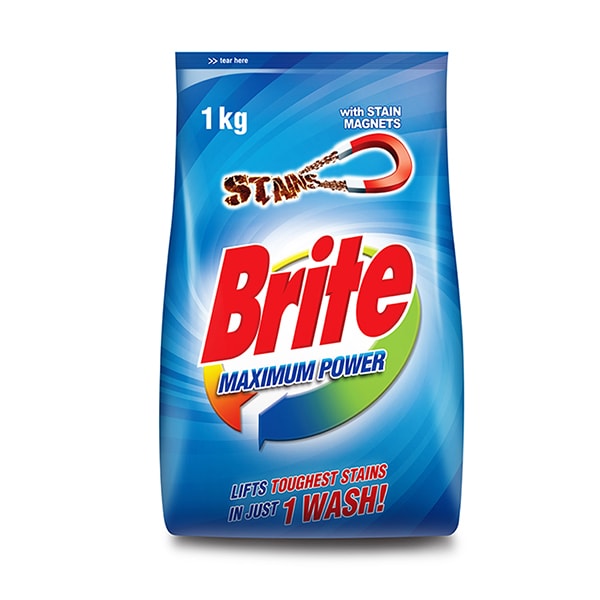 >> tear here
1 kg
with STAIN
MAGNETS
STAINS
Brite
MAXIMUM POWER
LIFTS TOUGHEST STAINS
IN JUST 1 WASH!